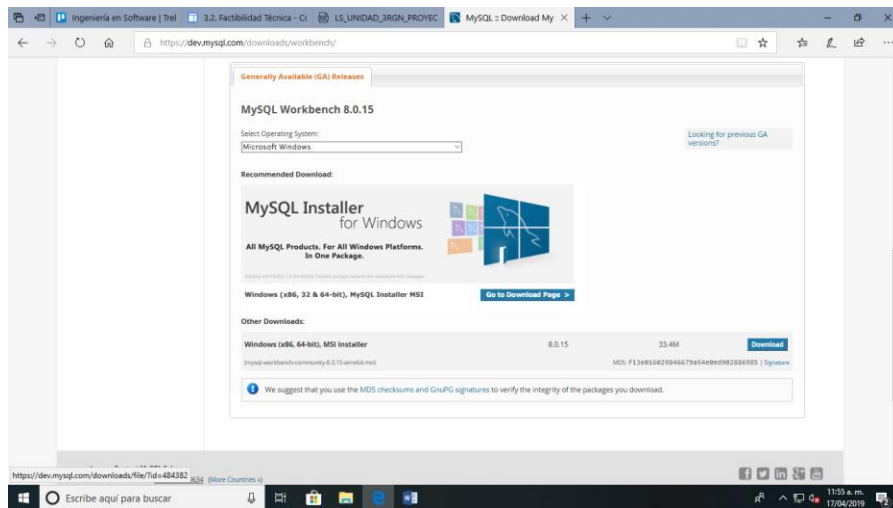 Ingeniería en Software | Trel
3.2. Factibilidad Técnica - Ca
LS_UNIDAD_3RGN_PROYEC
MySQL :: Download My
https://dev.mysql.com/downloads/workbench/
Generally Available (GA) Releases
MySQL Workbench 8.0.15
Select Operating System:
Microsoft Windows
Looking for previous GA
versions?
Recommended Download:
MySQL Installer
for Windows
All MySQL Products. For All Windows Platforms.
In One Package.
Windows (x86, 32 & 64-bit), MySQL Installer MSI
Go to Download Page >
Other Downloads:
Windows (x86, 64-bit), MSI Installer
8.0.15
33.4M
Download
(mysql-workbench-community-8.0.15-winx64.msi)
MD5: | Signature
We suggest that you use the MD5 checksums and GnuPG signatures to verify the integrity of the packages you download.
https://dev.mysql.com/downloads/file/?id=484382
(More Countries »)
Escribe aquí para buscar
11:55 a. m.
17/04/2019